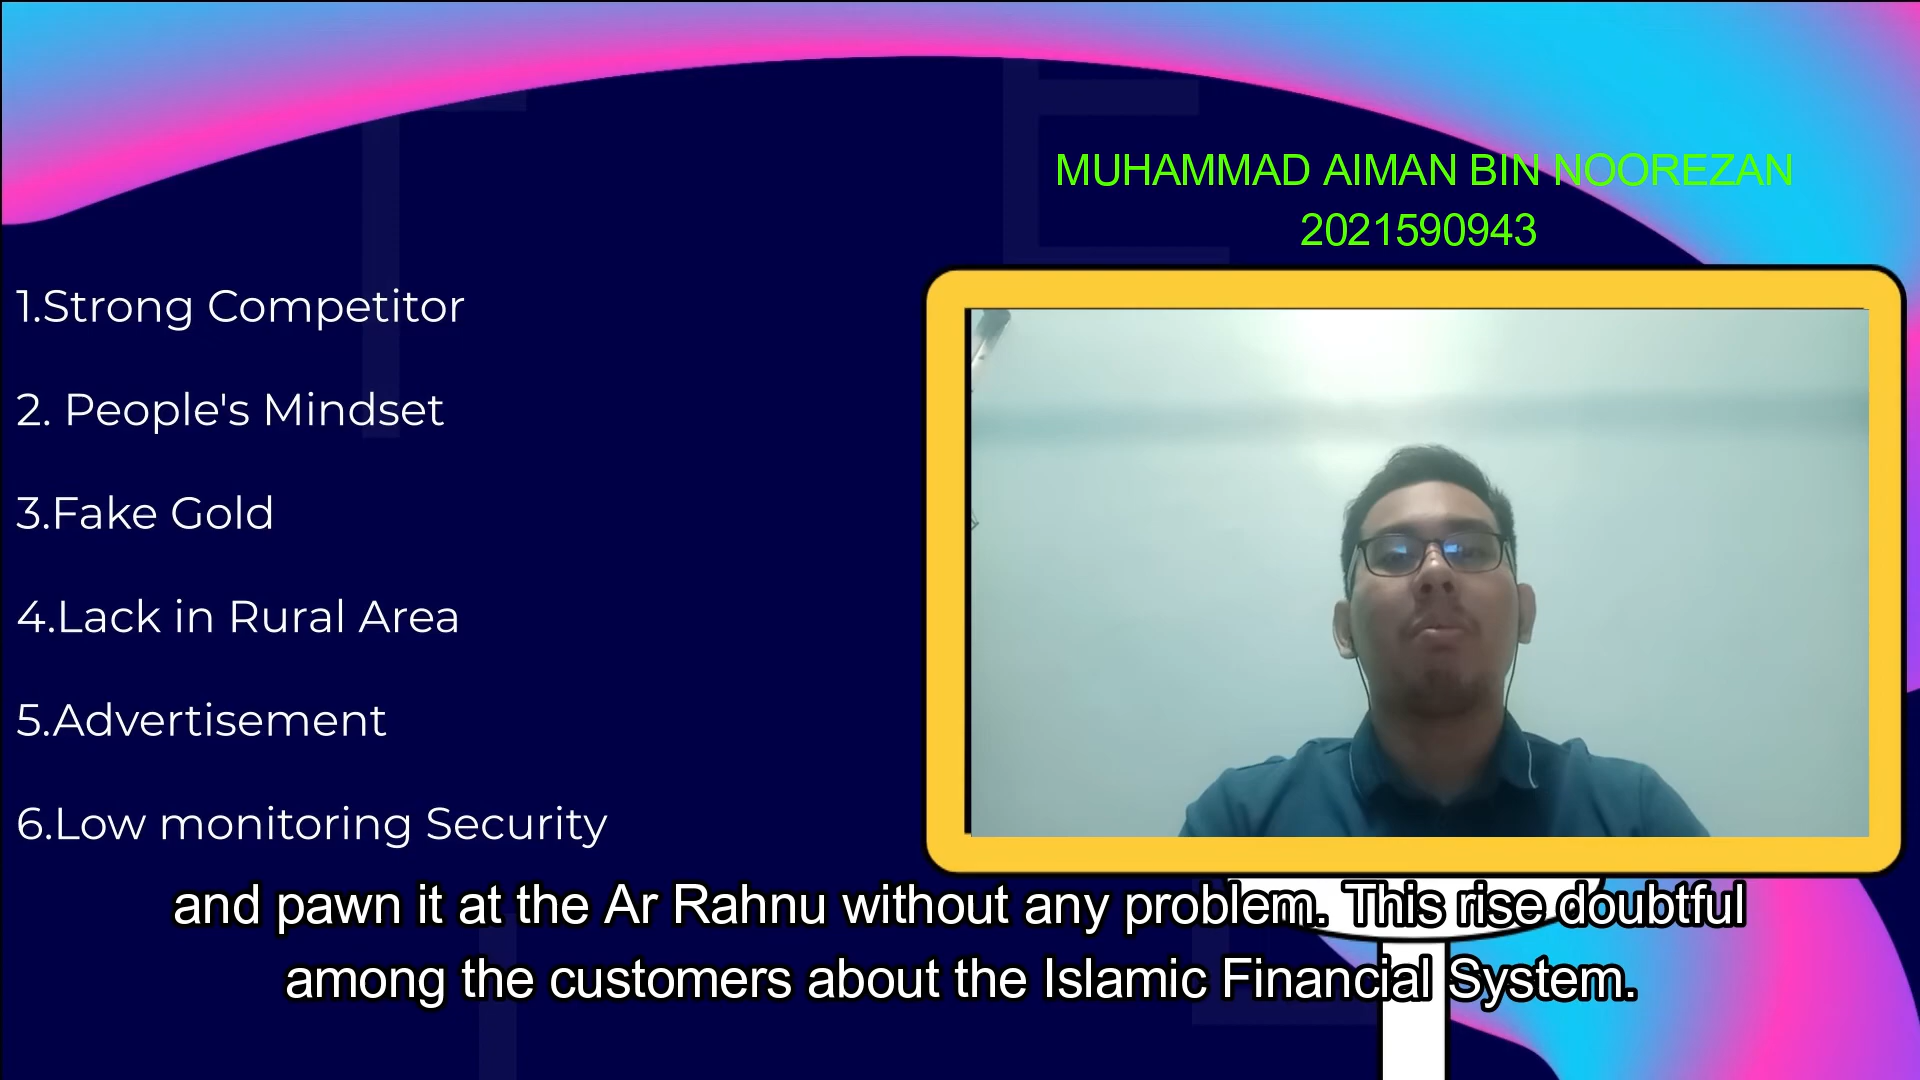 MUHAMMAD AIMAN BIN NOOREZAN
2021590943
1.Strong Competitor
2. People's Mindset
3.Fake Gold
4.Lack in Rural Area
5.Advertisement
6.Low monitoring Security
and pawn it at the Ar Rahnu without any problem. This rise doubtful
among the customers about the Islamic Financial System.